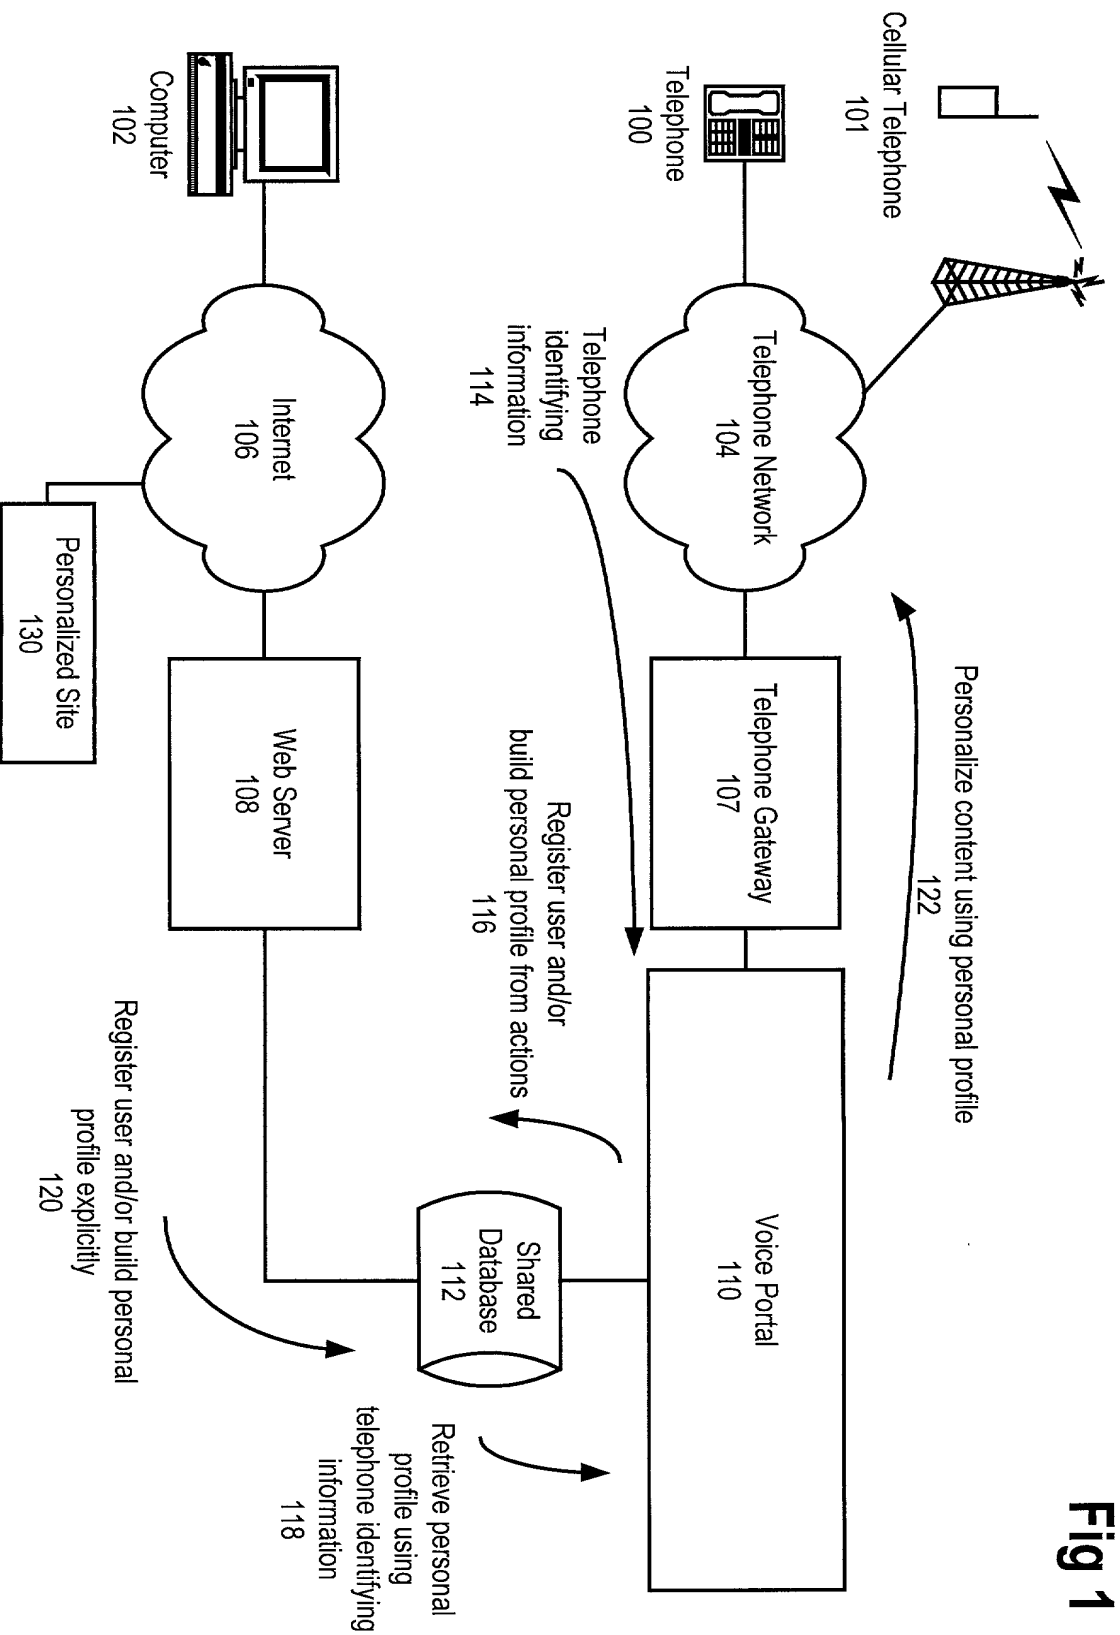 Fig 1
Cellular Telephone
101
Telephone
100
Telephone Network
104
Telephone Gateway
107
Personalize content using personal profile
122
Voice Portal
110
Telephone
identifying
information
114
Register user and/or
build personal profile from actions
116
Shared
Database
112
Retrieve personal
profile using
telephone identifying
information
118
Computer
102
Internet
106
Web Server
108
Personalized Site
130
Register user and/or build personal
profile explicitly
120